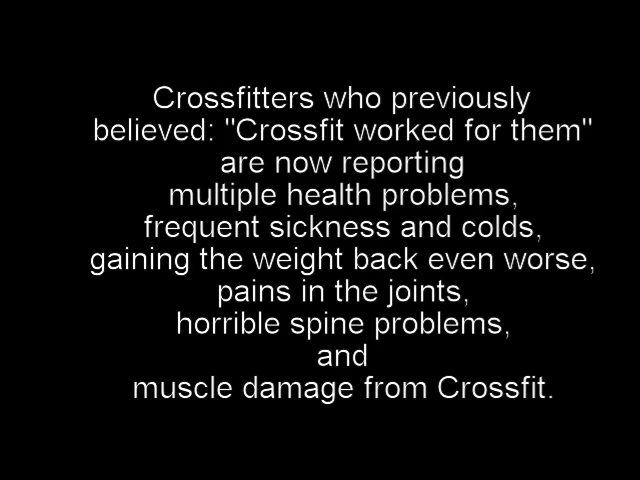 Crossfitters who previously
believed: "Crossfit worked for them"
are now reporting
multiple health problems,
frequent sickness and colds,
gaining the weight back even worse,
pains in the joints,
horrible spine problems,
and
muscle damage from Crossfit.